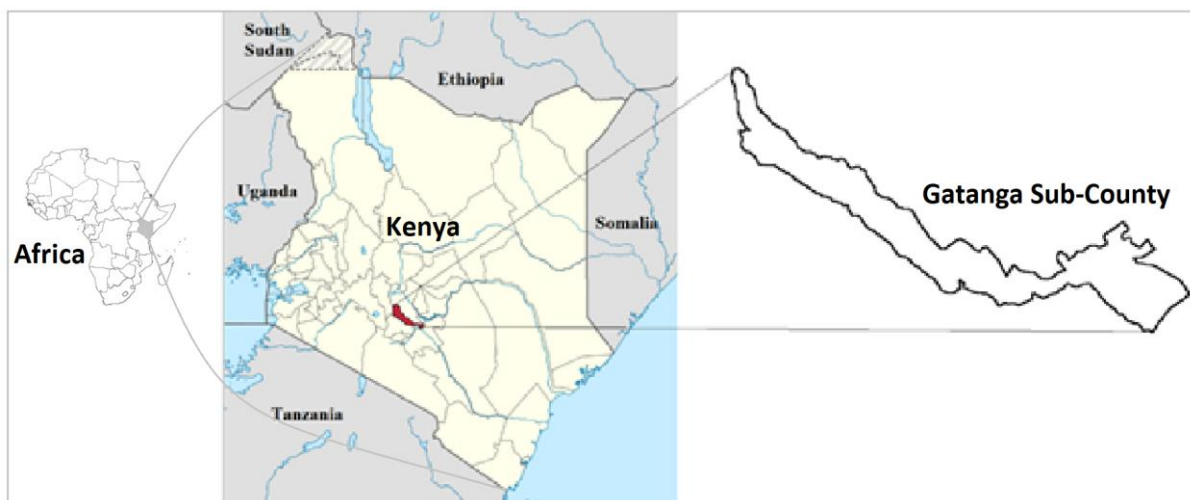 South
Sudan
Ethiopia
Uganda
Kenya
Somalia
Africa
Gatanga Sub-County
Tanzania